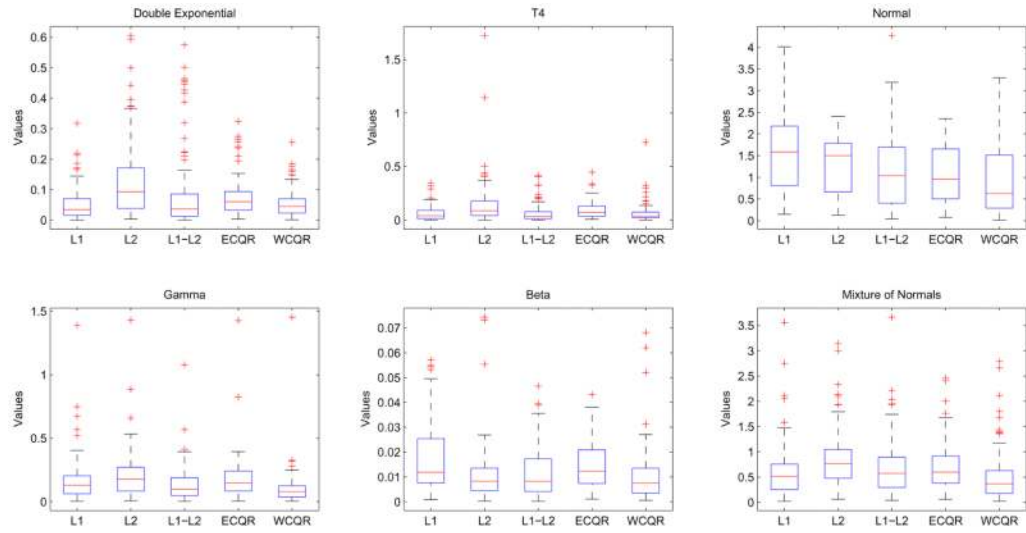 Double Exponential
T4
Normal
0.6
0.5
0.4
0.3
0.2
0.1
0
Values
L1 L2 L1−L2 ECQR WCQR
1.5
1
0.5
0
Values
L1 L2 L1−L2 ECQR WCQR
4
3.5
3
2.5
2
1.5
1
0.5
0
Values
L1 L2 L1−L2 ECQR WCQR
Gamma
Beta
Mixture of Normals
1.5
1
0.5
0
Values
L1 L2 L1−L2 ECQR WCQR
0.07
0.06
0.05
0.04
0.03
0.02
0.01
0
Values
L1 L2 L1−L2 ECQR WCQR
3.5
3
2.5
2
1.5
1
0.5
0
Values
L1 L2 L1−L2 ECQR WCQR